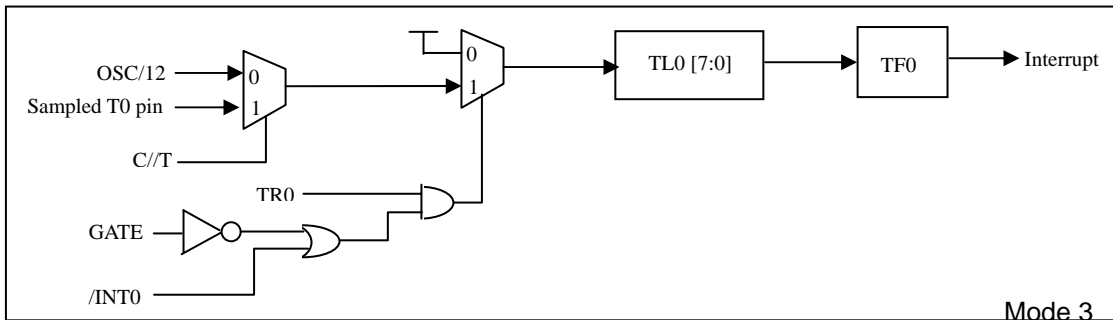 OSC/12
Sampled T0 pin
C//T
0
1
0
1
TL0 [7:0]
TF0
Interrupt
TR0
GATE
/INT0
Mode 3